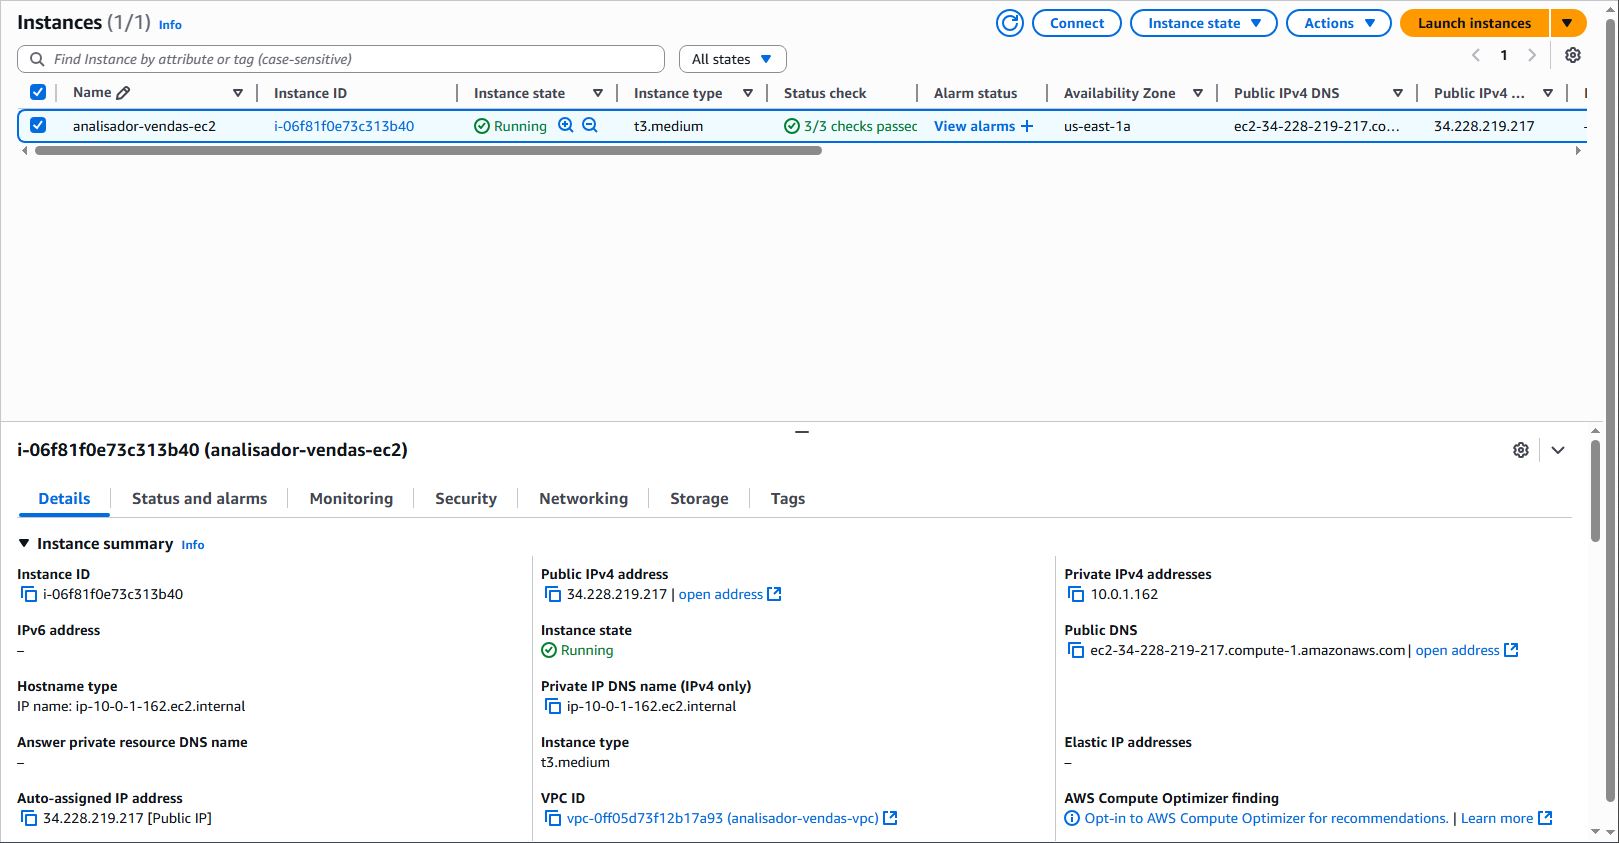 Instances (1/1) Info
Connect
Instance state
Actions
Launch instances
Find Instance by attribute or tag (case-sensitive)
All states
1
Name
Instance ID
Instance state
Instance type
Status check
Alarm status
Availability Zone
Public IPv4 DNS
Public IPv4 ...
analisador-vendas-ec2
i-06f81f0e73c313b40
Running
t3.medium
3/3 checks passed
View alarms +
us-east-1a
ec2-34-228-219-217.co...
34.228.219.217
–
i-06f81f0e73c313b40 (analisador-vendas-ec2)
Details
Status and alarms
Monitoring
Security
Networking
Storage
Tags
Instance summary Info
Instance ID
i-06f81f0e73c313b40
Public IPv4 address
34.228.219.217 | open address
Private IPv4 addresses
10.0.1.162
IPv6 address
–
Instance state
Running
Public DNS
ec2-34-228-219-217.compute-1.amazonaws.com | open address
Hostname type
IP name: ip-10-0-1-162.ec2.internal
Private IP DNS name (IPv4 only)
ip-10-0-1-162.ec2.internal
Answer private resource DNS name
–
Instance type
t3.medium
Elastic IP addresses
–
Auto-assigned IP address
34.228.219.217 [Public IP]
VPC ID
vpc-0ff05d73f12b17a93 (analisador-vendas-vpc)
AWS Compute Optimizer finding
Opt-in to AWS Compute Optimizer for recommendations. | Learn more